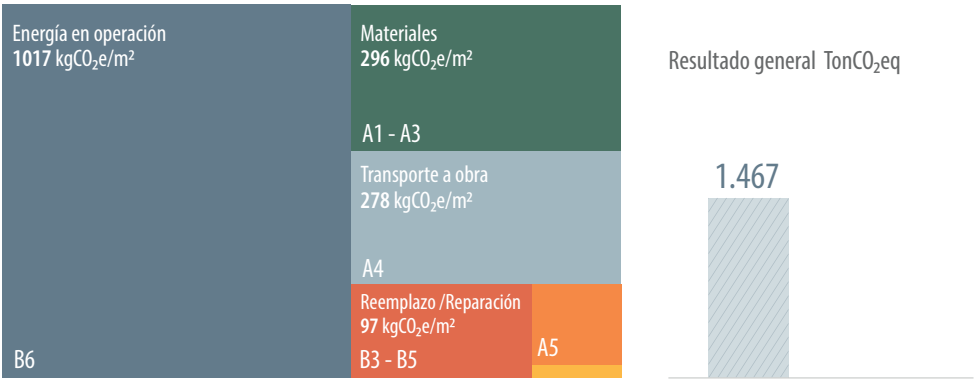 Energía en operación
1017 kgCO₂e/m²
B6
Materiales
296 kgCO₂e/m²
A1 - A3
Transporte a obra
278 kgCO₂e/m²
A4
Reemplazo /Reparación
97 kgCO₂e/m²
B3 - B5
A5
Resultado general TonCO₂eq
1.467